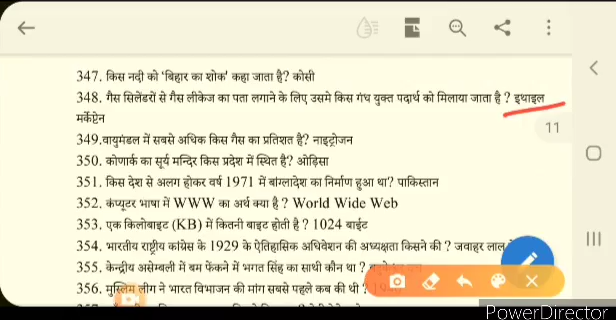 11
347. किस नदी को 'बिहार का शोक' कहा जाता है? कोसी
348. गैस सिलेंडरों से गैस लीकेज का पता लगाने के लिए उसमे किस गंध युक्त पदार्थ को मिलाया जाता है ? इथाइल
मर्केप्टेन
349.वायुमंडल में सबसे अधिक किस गैस का प्रतिशत है? नाइट्रोजन
350. कोणार्क का सूर्य मन्दिर किस प्रदेश में स्थित है? ओड़िसा
351. किस देश से अलग होकर वर्ष 1971 में बांग्लादेश का निर्माण हुआ था? पाकिस्तान
352. कंप्यूटर भाषा में WWW का अर्थ क्या है ? World Wide Web
353. एक किलोबाइट (KB) में कितनी बाइट होती है ? 1024 बाईट
354. भारतीय राष्ट्रीय कांग्रेस के 1929 के ऐतिहासिक अधिवेशन की अध्यक्षता किसने की ? जवाहर लाल
355. केन्द्रीय असेम्बली में बम फेंकने में भगत सिंह का साथी कौन था ?
356. मुस्लिम लीग ने भारत विभाजन की मांग सबसे पहले कब की थी ?
PowerDirector